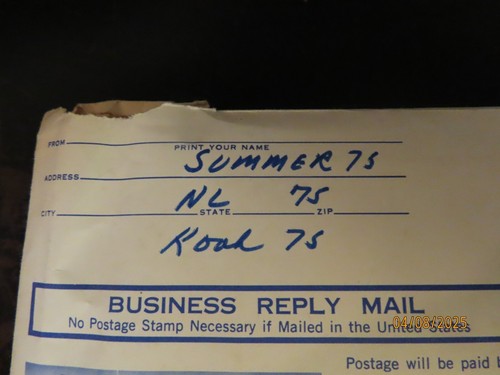 FROM
PRINT YOUR NAME
SUMMER 75
ADDRESS
NL 75
CITY STATE ZIP
Kodak 75
BUSINESS REPLY MAIL
No Postage Stamp Necessary if Mailed in the United States
04/08/2025
Postage will be paid b